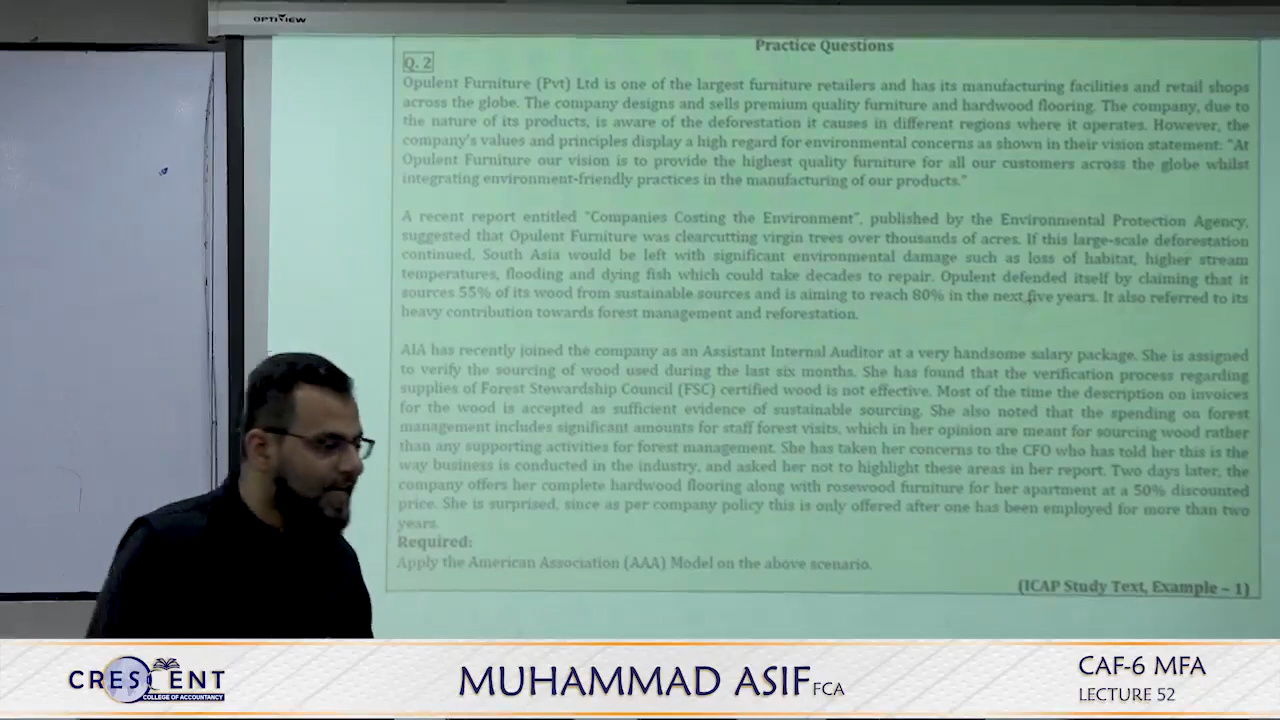 OPTIVIEW
Practice Questions
Q. 2
Opulent Furniture (Pvt) Ltd is one of the largest furniture retailers and has its manufacturing facilities and retail shops
across the globe. The company designs and sells premium quality furniture and hardwood flooring. The company, due to
the nature of its products, is aware of the deforestation it causes in different regions where it operates. However, the
company's values and principles display a high regard for environmental concerns as shown in their vision statement: "At
Opulent Furniture our vision is to provide the highest quality furniture for all our customers across the globe whilst
integrating environment-friendly practices in the manufacturing of our products."
A recent report entitled "Companies Costing the Environment", published by the Environmental Protection Agency,
suggested that Opulent Furniture was clearcutting virgin trees over thousands of acres. If this large-scale deforestation
continued, South Asia would be left with significant environmental damage such as loss of habitat, higher stream
temperatures, flooding and dying fish which could take decades to repair. Opulent defended itself by claiming that it
sources 55% of its wood from sustainable sources and is aiming to reach 80% in the next five years. It also referred to its
heavy contribution towards forest management and reforestation.
AIA has recently joined the company as an Assistant Internal Auditor at a very handsome salary package. She is assigned
to verify the sourcing of wood used during the last six months. She has found that the verification process regarding
supplies of Forest Stewardship Council (FSC) certified wood is not effective. Most of the time the description on invoices
for the wood is accepted as sufficient evidence of sustainable sourcing. She also noted that the spending on forest
management includes significant amounts for staff forest visits, which in her opinion are meant for sourcing wood rather
than any supporting activities for forest management. She has taken her concerns to the CFO who has told her this is the
way business is conducted in the industry, and asked her not to highlight these areas in her report. Two days later, the
company offers her complete hardwood flooring along with rosewood furniture for her apartment at a 50% discounted
price. She is surprised, since as per company policy this is only offered after one has been employed for more than two
years.
Required:
Apply the American Association (AAA) Model on the above scenario.
(ICAP Study Text, Example – 1)
CRESCENT
COLLEGE OF ACCOUNTANCY
MUHAMMAD ASIF FCA
CAF-6 MFA
LECTURE 52